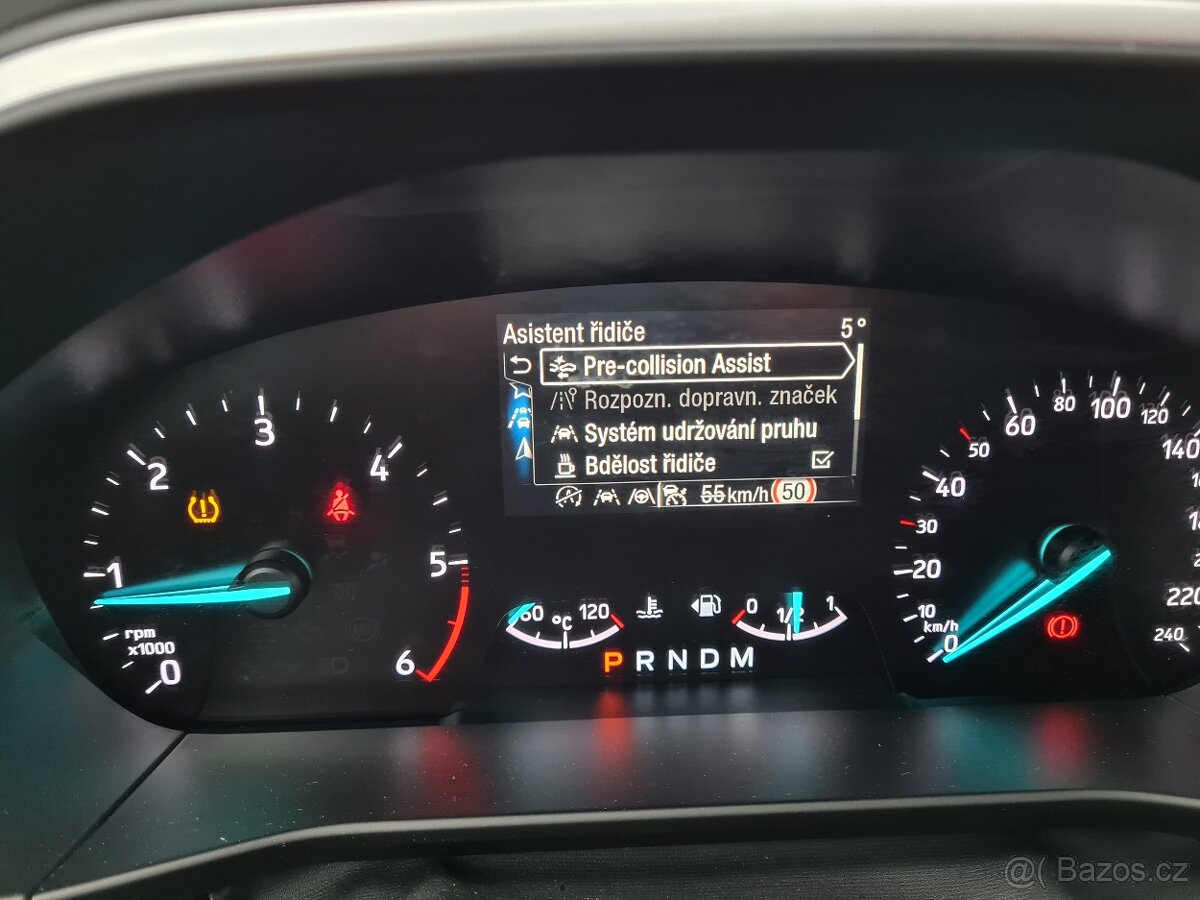 Asistent řidiče 5°
Pre-collision Assist
Rozpozn. dopravn. značek
Systém udržování pruhu
Bdělost řidiče
55 km/h 50
0 1 2 3 4 5 6
rpm
x1000
60 °C 120
0 1/2 1
P R N D M
0 10 20 30 40 50 60 80 100 120 140 220 240
km/h
@( Bazos.cz